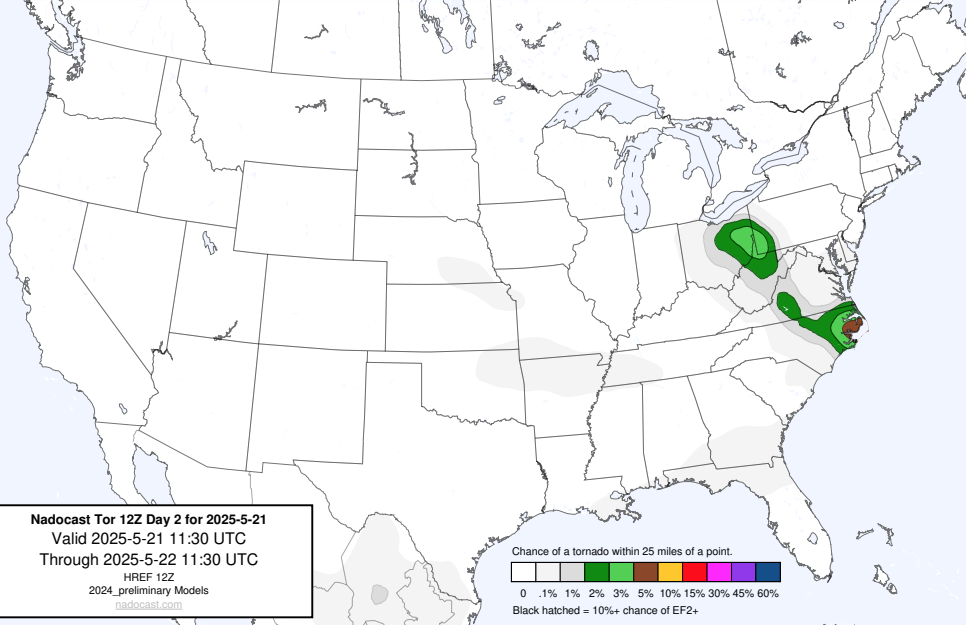 Nadocast Tor 12Z Day 2 for 2025-5-21
Valid 2025-5-21 11:30 UTC
Through 2025-5-22 11:30 UTC
HREF 12Z
2024_preliminary Models
nadocast.com
Chance of a tornado within 25 miles of a point.
0 .1% 1% 2% 3% 5% 10% 15% 30% 45% 60%
Black hatched = 10%+ chance of EF2+